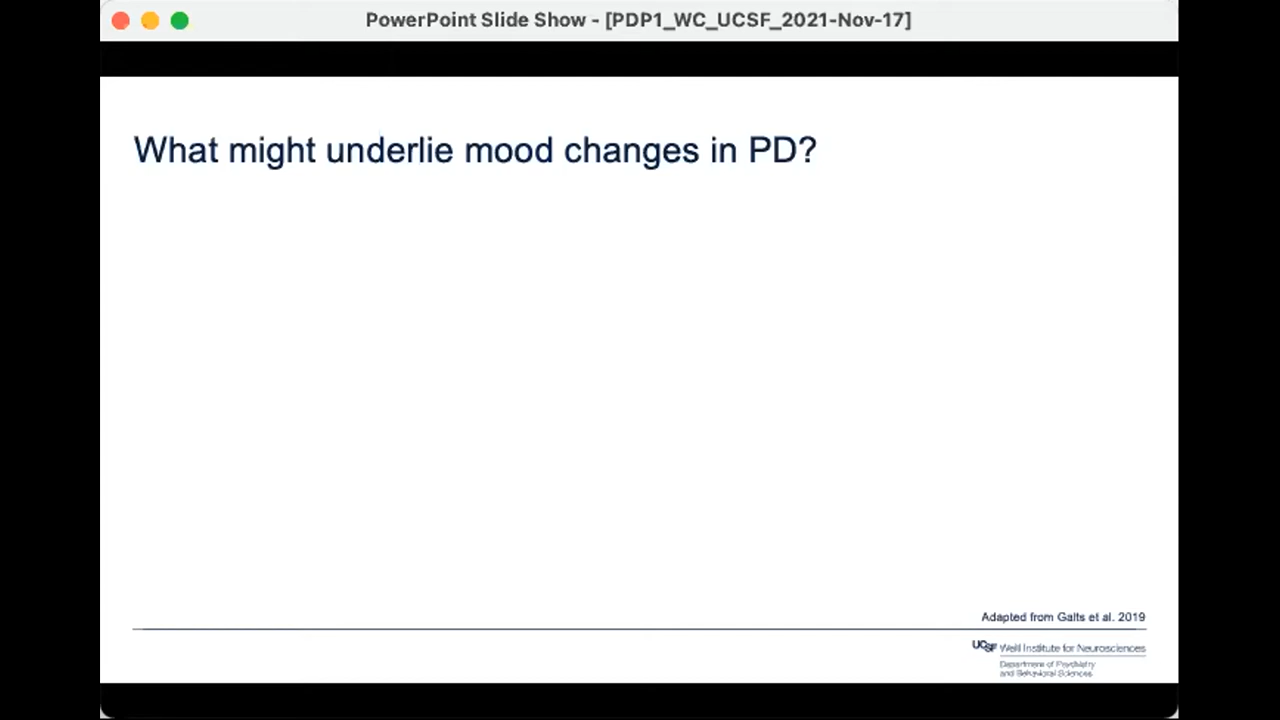 PowerPoint Slide Show - [PDP1_WC_UCSF_2021-Nov-17]
What might underlie mood changes in PD?
Adapted from Galts et al. 2019
UCSF Weill Institute for Neurosciences
Department of Psychiatry
and Behavioral Sciences